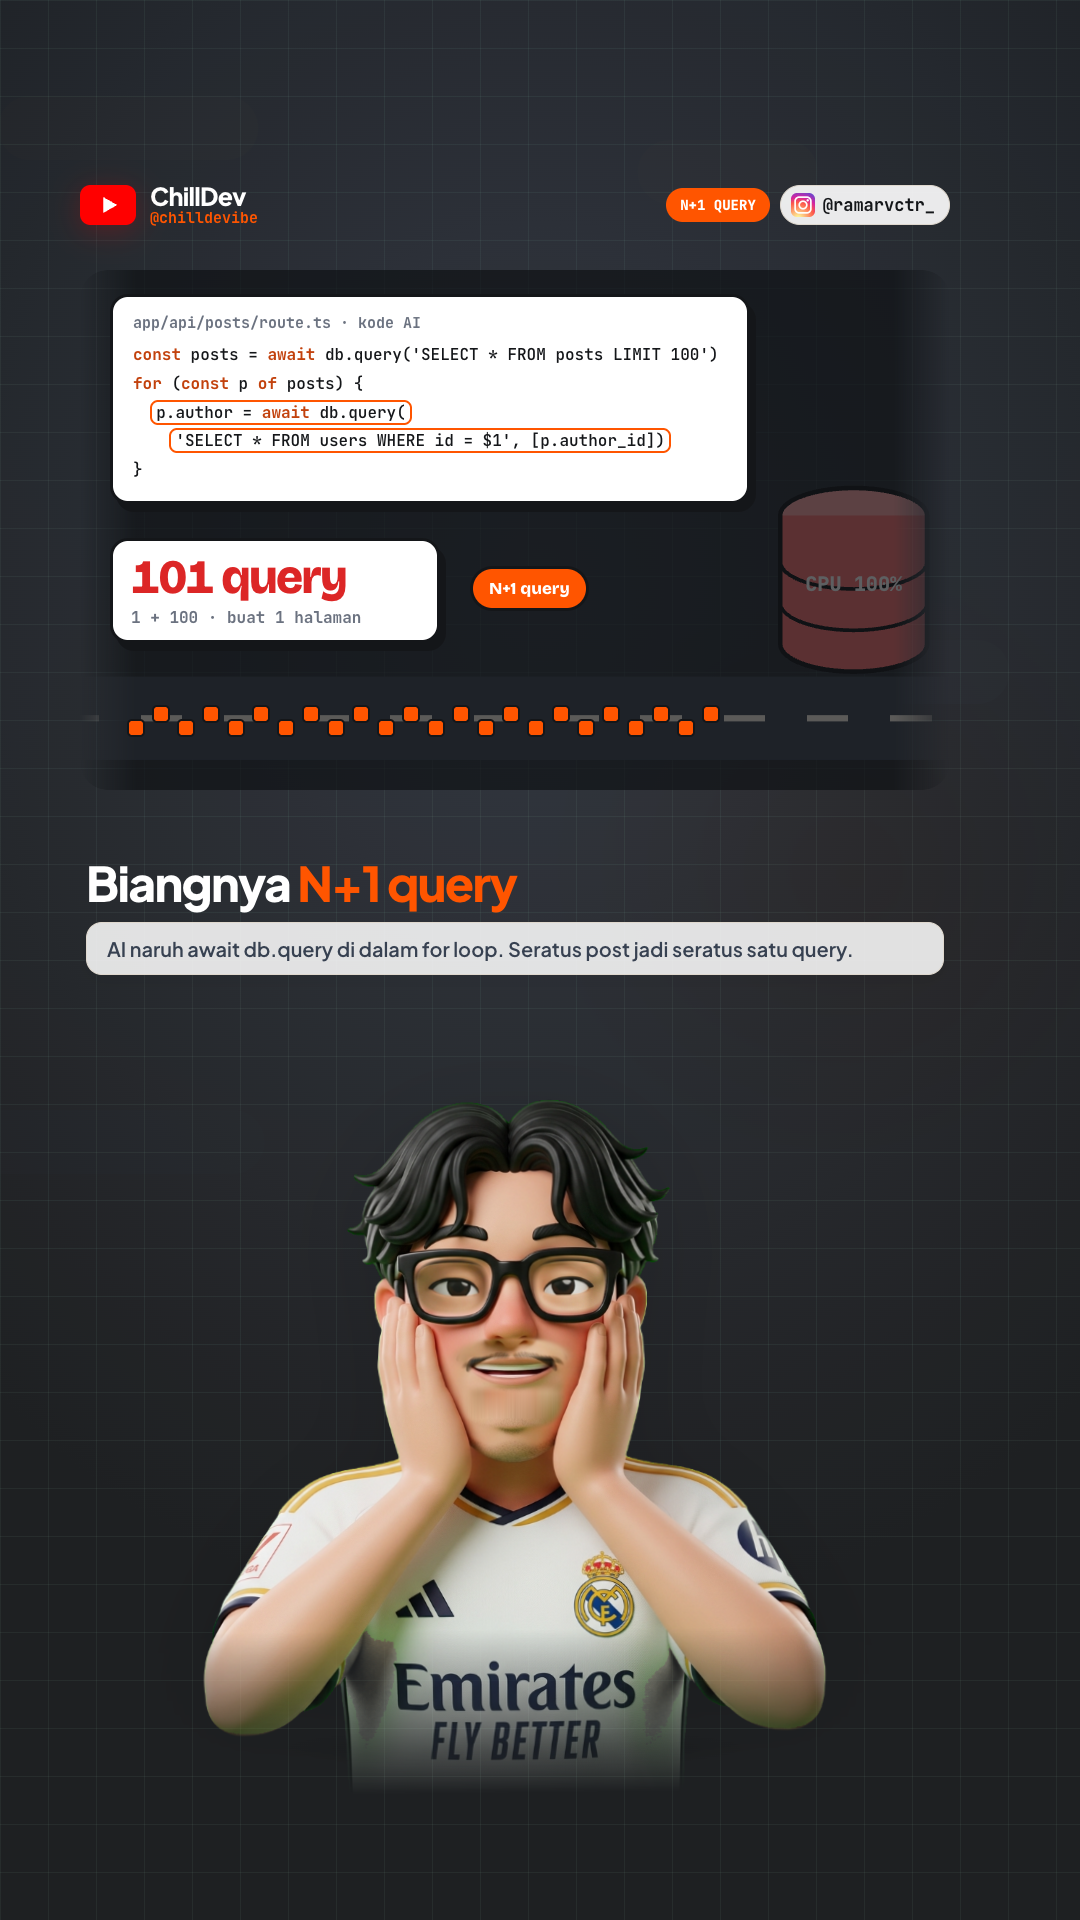 ChillDev
@chilldevibe
N+1 QUERY
@ramarvctr_
app/api/posts/route.ts · kode AI
const posts = await db.query('SELECT * FROM posts LIMIT 100')
for (const p of posts) {
p.author = await db.query(
'SELECT * FROM users WHERE id = $1', [p.author_id])
}
CPU 100%
101 query
1 + 100 · buat 1 halaman
N+1 query
Biangnya N+1 query
AI naruh await db.query di dalam for loop. Seratus post jadi seratus satu query.
Emirates
FLY BETTER